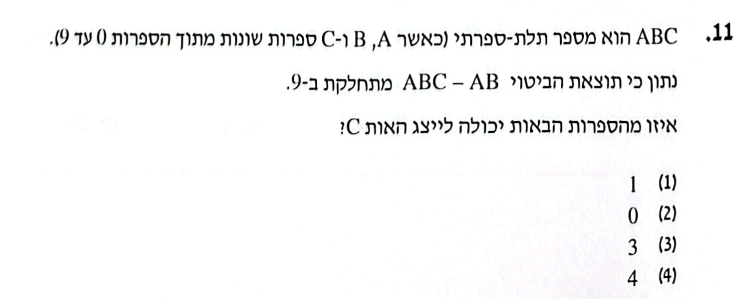 11. ABC הוא מספר תלת-ספרתי (כאשר A, B ו-C ספרות שונות מתוך הספרות 0 עד 9).
נתון כי תוצאת הביטוי ABC – AB מתחלקת ב-9.
איזו מהספרות הבאות יכולה לייצג האות C?
(1) 1
(2) 0
(3) 3
(4) 4